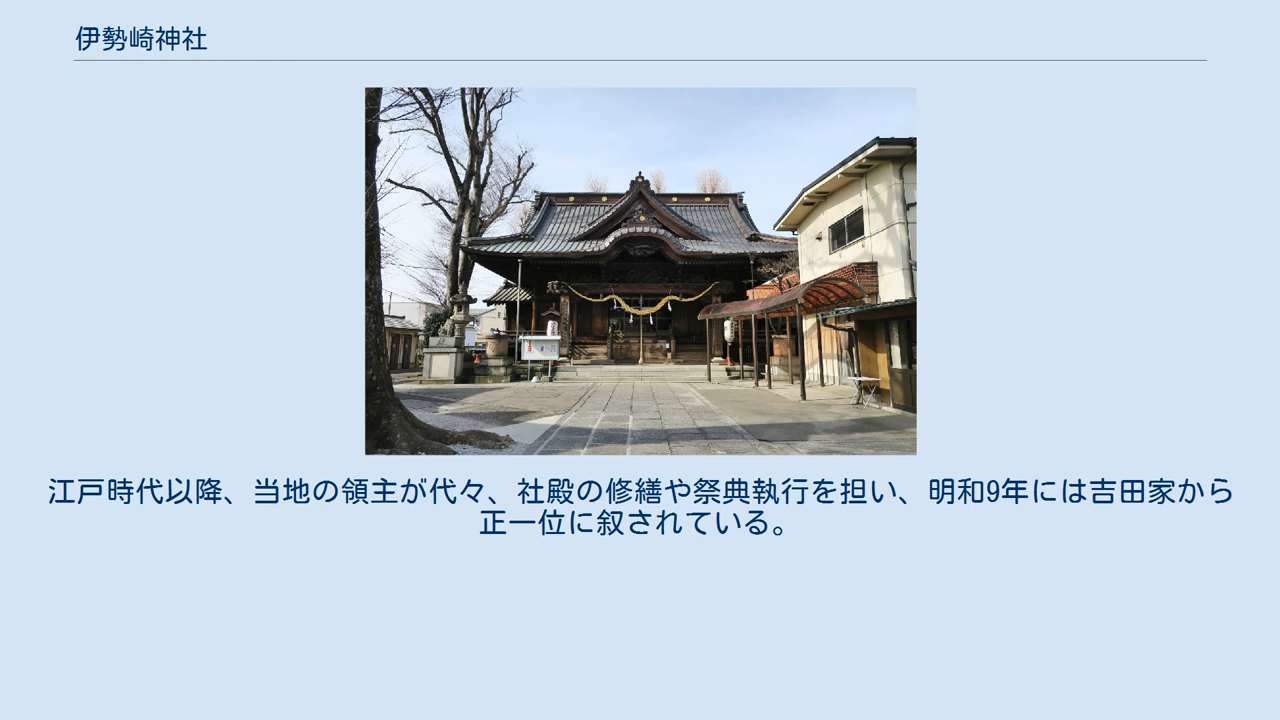 伊勢崎神社
江戸時代以降、当地の領主が代々、社殿の修繕や祭典執行を担い、明和9年には吉田家から
正一位に叙されている。